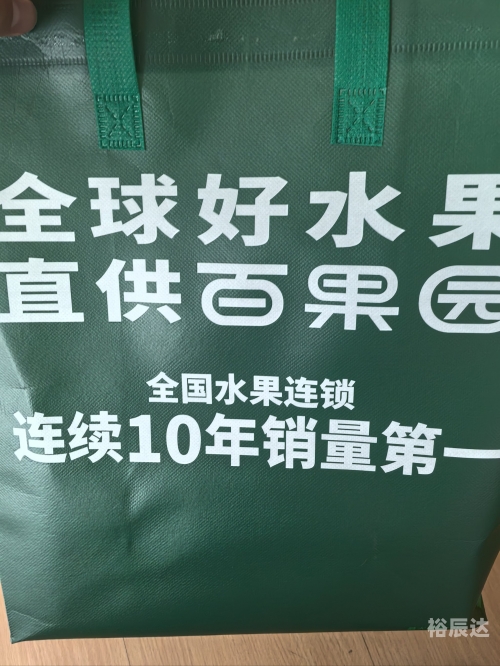 全球好水果
直供百果园
全国水果连锁
连续10年销量第一
裕辰达